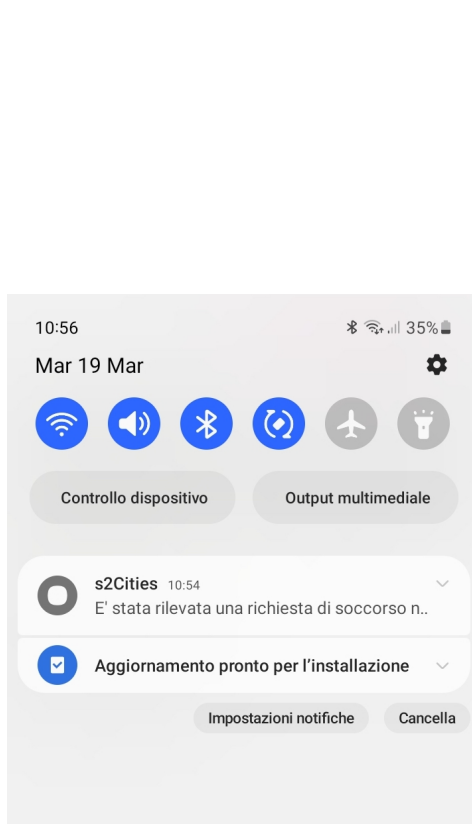 10:56
35%
Mar 19 Mar
Controllo dispositivo
Output multimediale
s2Cities 10:54
E' stata rilevata una richiesta di soccorso n..
Aggiornamento pronto per l’installazione
Impostazioni notifiche
Cancella